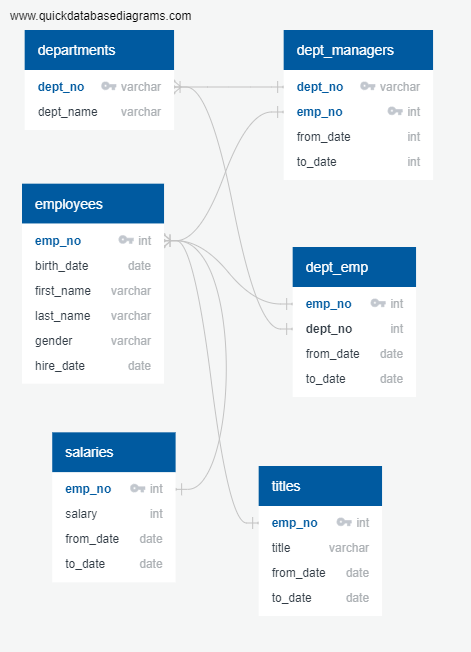 www.quickdatabasediagrams.com
departments
dept_no varchar
dept_name varchar
dept_managers
dept_no varchar
emp_no int
from_date int
to_date int
employees
emp_no int
birth_date date
first_name varchar
last_name varchar
gender varchar
hire_date date
dept_emp
emp_no int
dept_no int
from_date date
to_date date
salaries
emp_no int
salary int
from_date date
to_date date
titles
emp_no int
title varchar
from_date date
to_date date